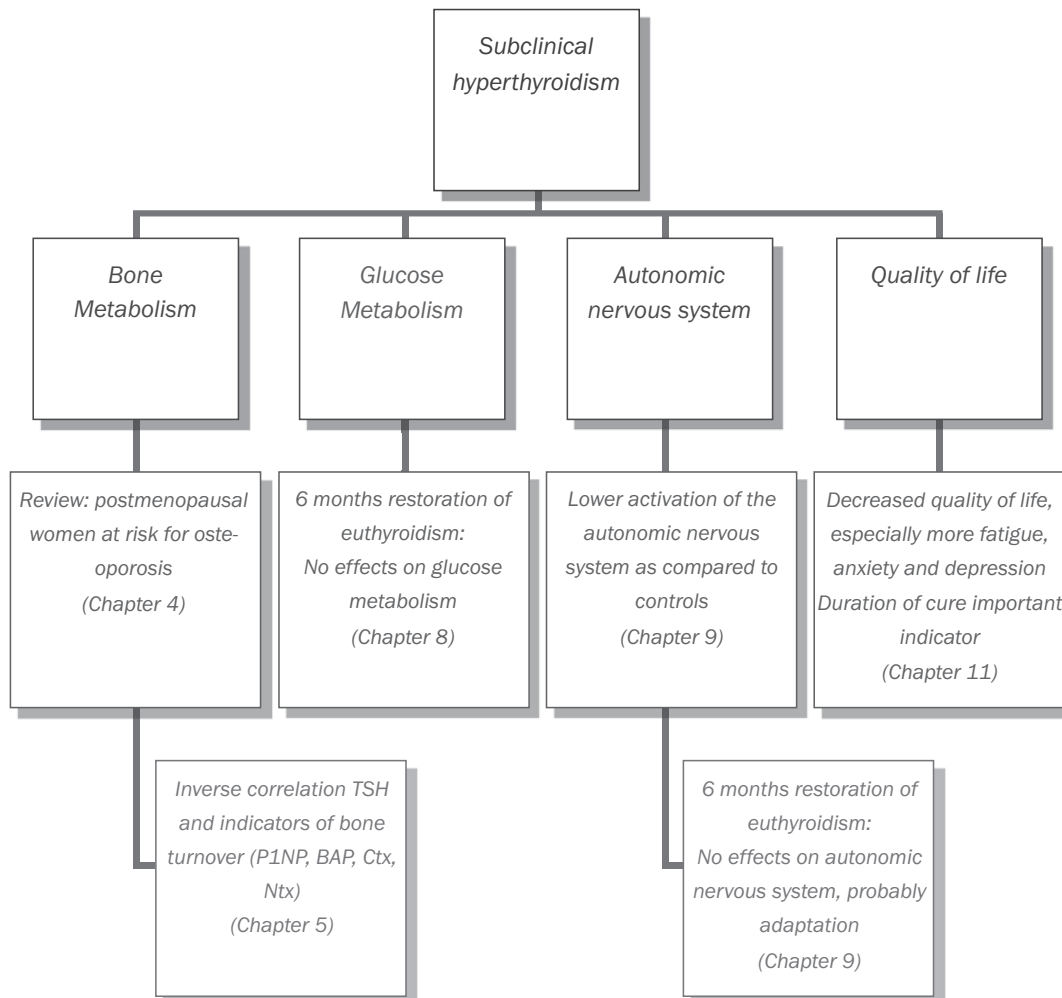 Subclinical
hyperthyroidism
Bone
Metabolism
Glucose
Metabolism
Autonomic
nervous system
Quality of life
Review: postmenopausal
women at risk for oste-
oporosis
(Chapter 4)
6 months restoration of
euthyroidism:
No effects on glucose
metabolism
(Chapter 8)
Lower activation of the
autonomic nervous
system as compared to
controls
(Chapter 9)
Decreased quality of life,
especially more fatigue,
anxiety and depression
Duration of cure important
indicator
(Chapter 11)
Inverse correlation TSH
and indicators of bone
turnover (P1NP, BAP, Ctx,
Ntx)
(Chapter 5)
6 months restoration of
euthyroidism:
No effects on autonomic
nervous system, probably
adaptation
(Chapter 9)